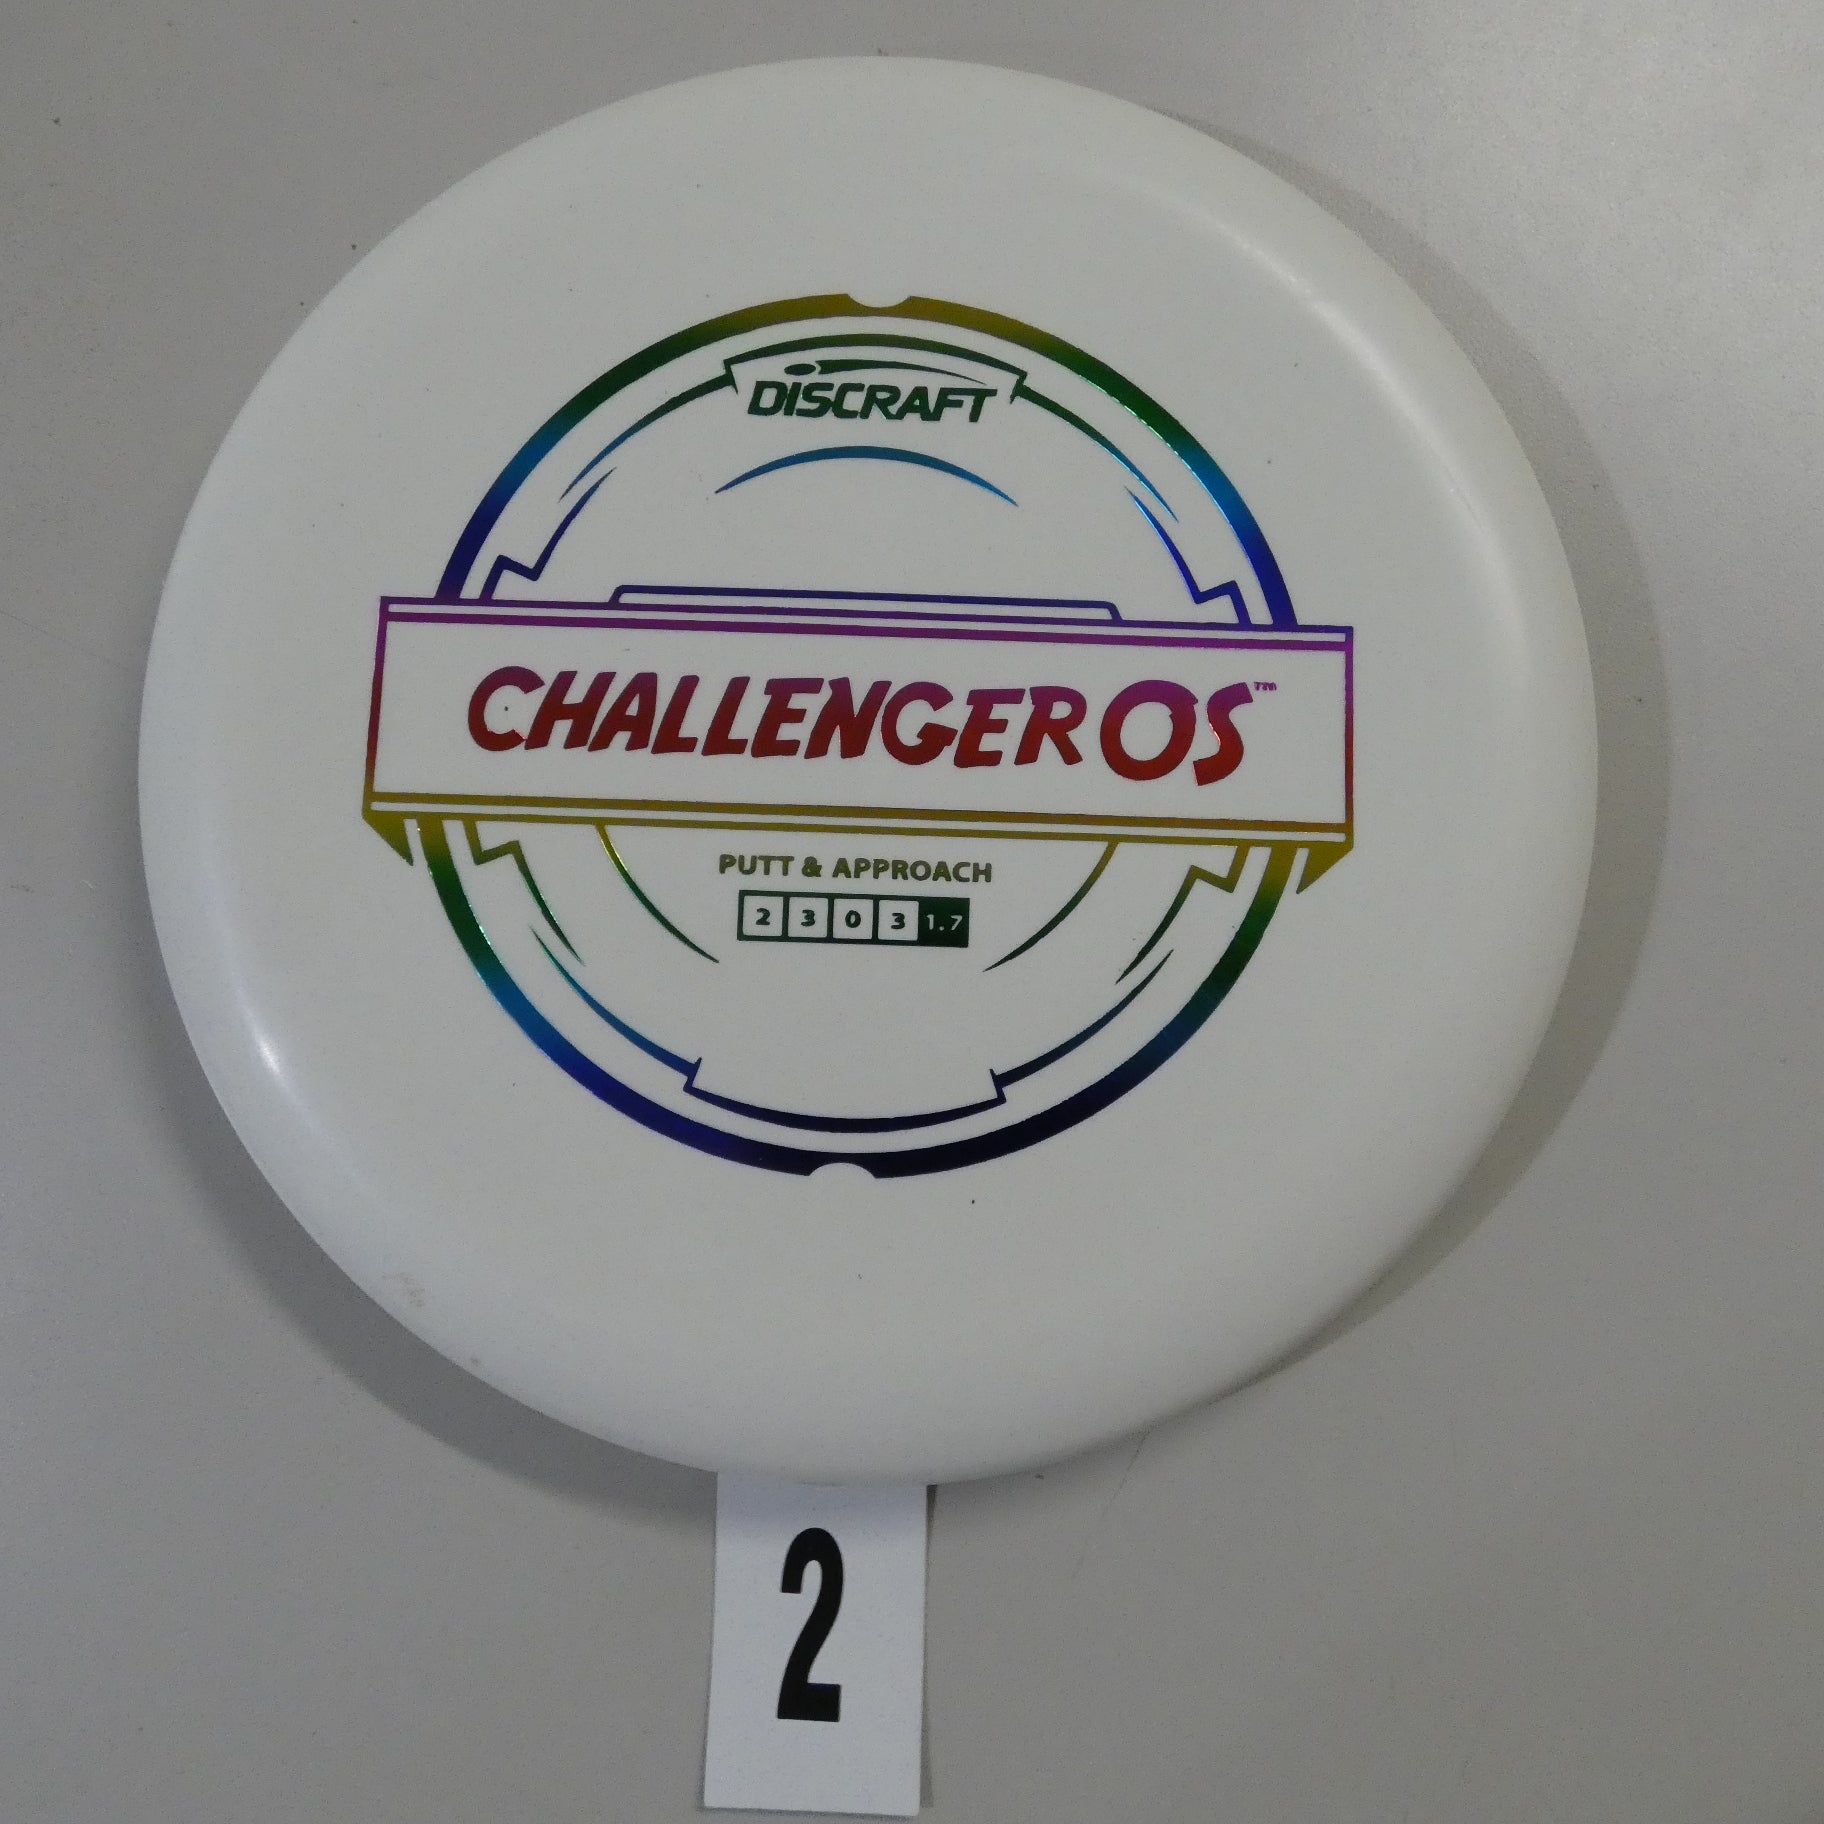 DISCRAFT
CHALLENGER OS™
PUTT & APPROACH
2 3 0 3 1.7
2